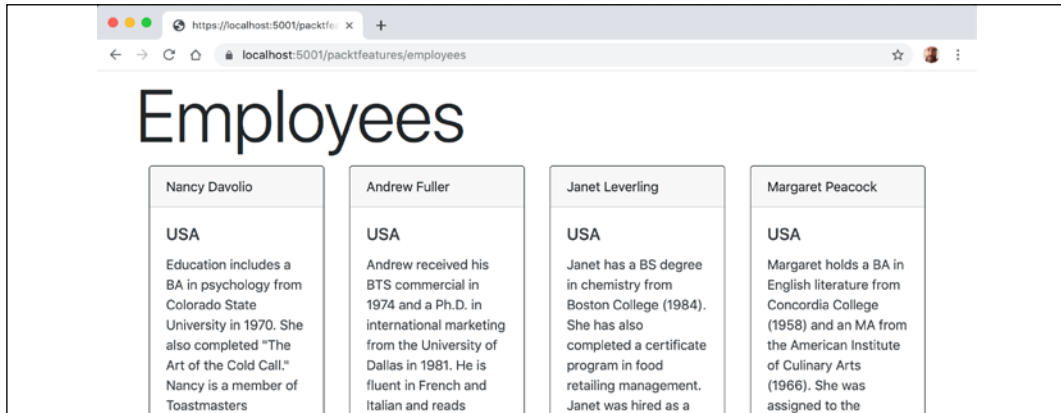 https://localhost:5001/packtfea
localhost:5001/packtfeatures/employees
Employees
Nancy Davolio
USA
Education includes a
BA in psychology from
Colorado State
University in 1970. She
also completed "The
Art of the Cold Call."
Nancy is a member of
Toastmasters
Andrew Fuller
USA
Andrew received his
BTS commercial in
1974 and a Ph.D. in
international marketing
from the University of
Dallas in 1981. He is
fluent in French and
Italian and reads
Janet Leverling
USA
Janet has a BS degree
in chemistry from
Boston College (1984).
She has also
completed a certificate
program in food
retailing management.
Janet was hired as a
Margaret Peacock
USA
Margaret holds a BA in
English literature from
Concordia College
(1958) and an MA from
the American Institute
of Culinary Arts
(1966). She was
assigned to the